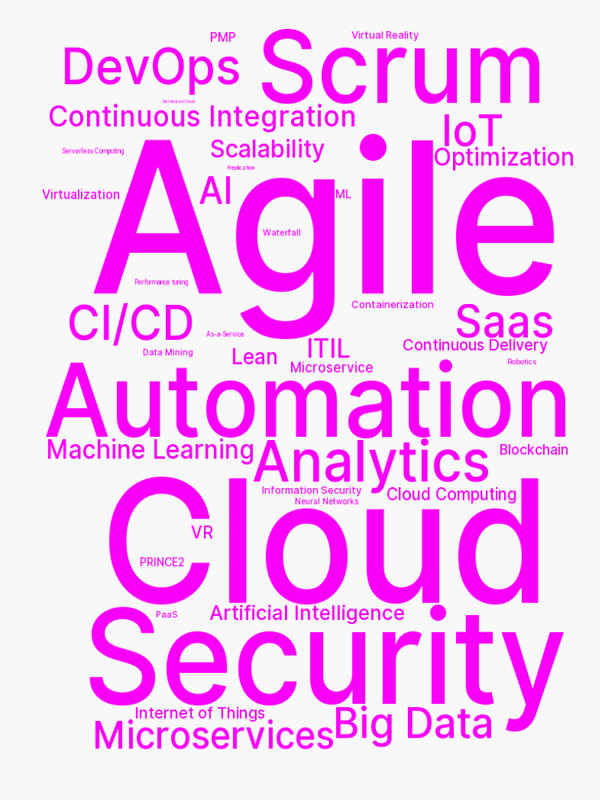 PMP
Virtual Reality
DevOps
Scrum
Distributed Cloud
Continuous Integration
IoT
Serverless Computing
Scalability
Optimization
Replication
Virtualization
AI
ML
Agile
Waterfall
Performance tuning
Containerization
CI/CD
As-a-Service
Saas
Data Mining
Lean
ITIL
Continuous Delivery
Microservice
Robotics
Automation
Machine Learning
Analytics
Blockchain
Information Security
Cloud Computing
Neural Networks
Cloud
VR
PRINCE2
PaaS
Artificial Intelligence
Security
Internet of Things
Big Data
Microservices